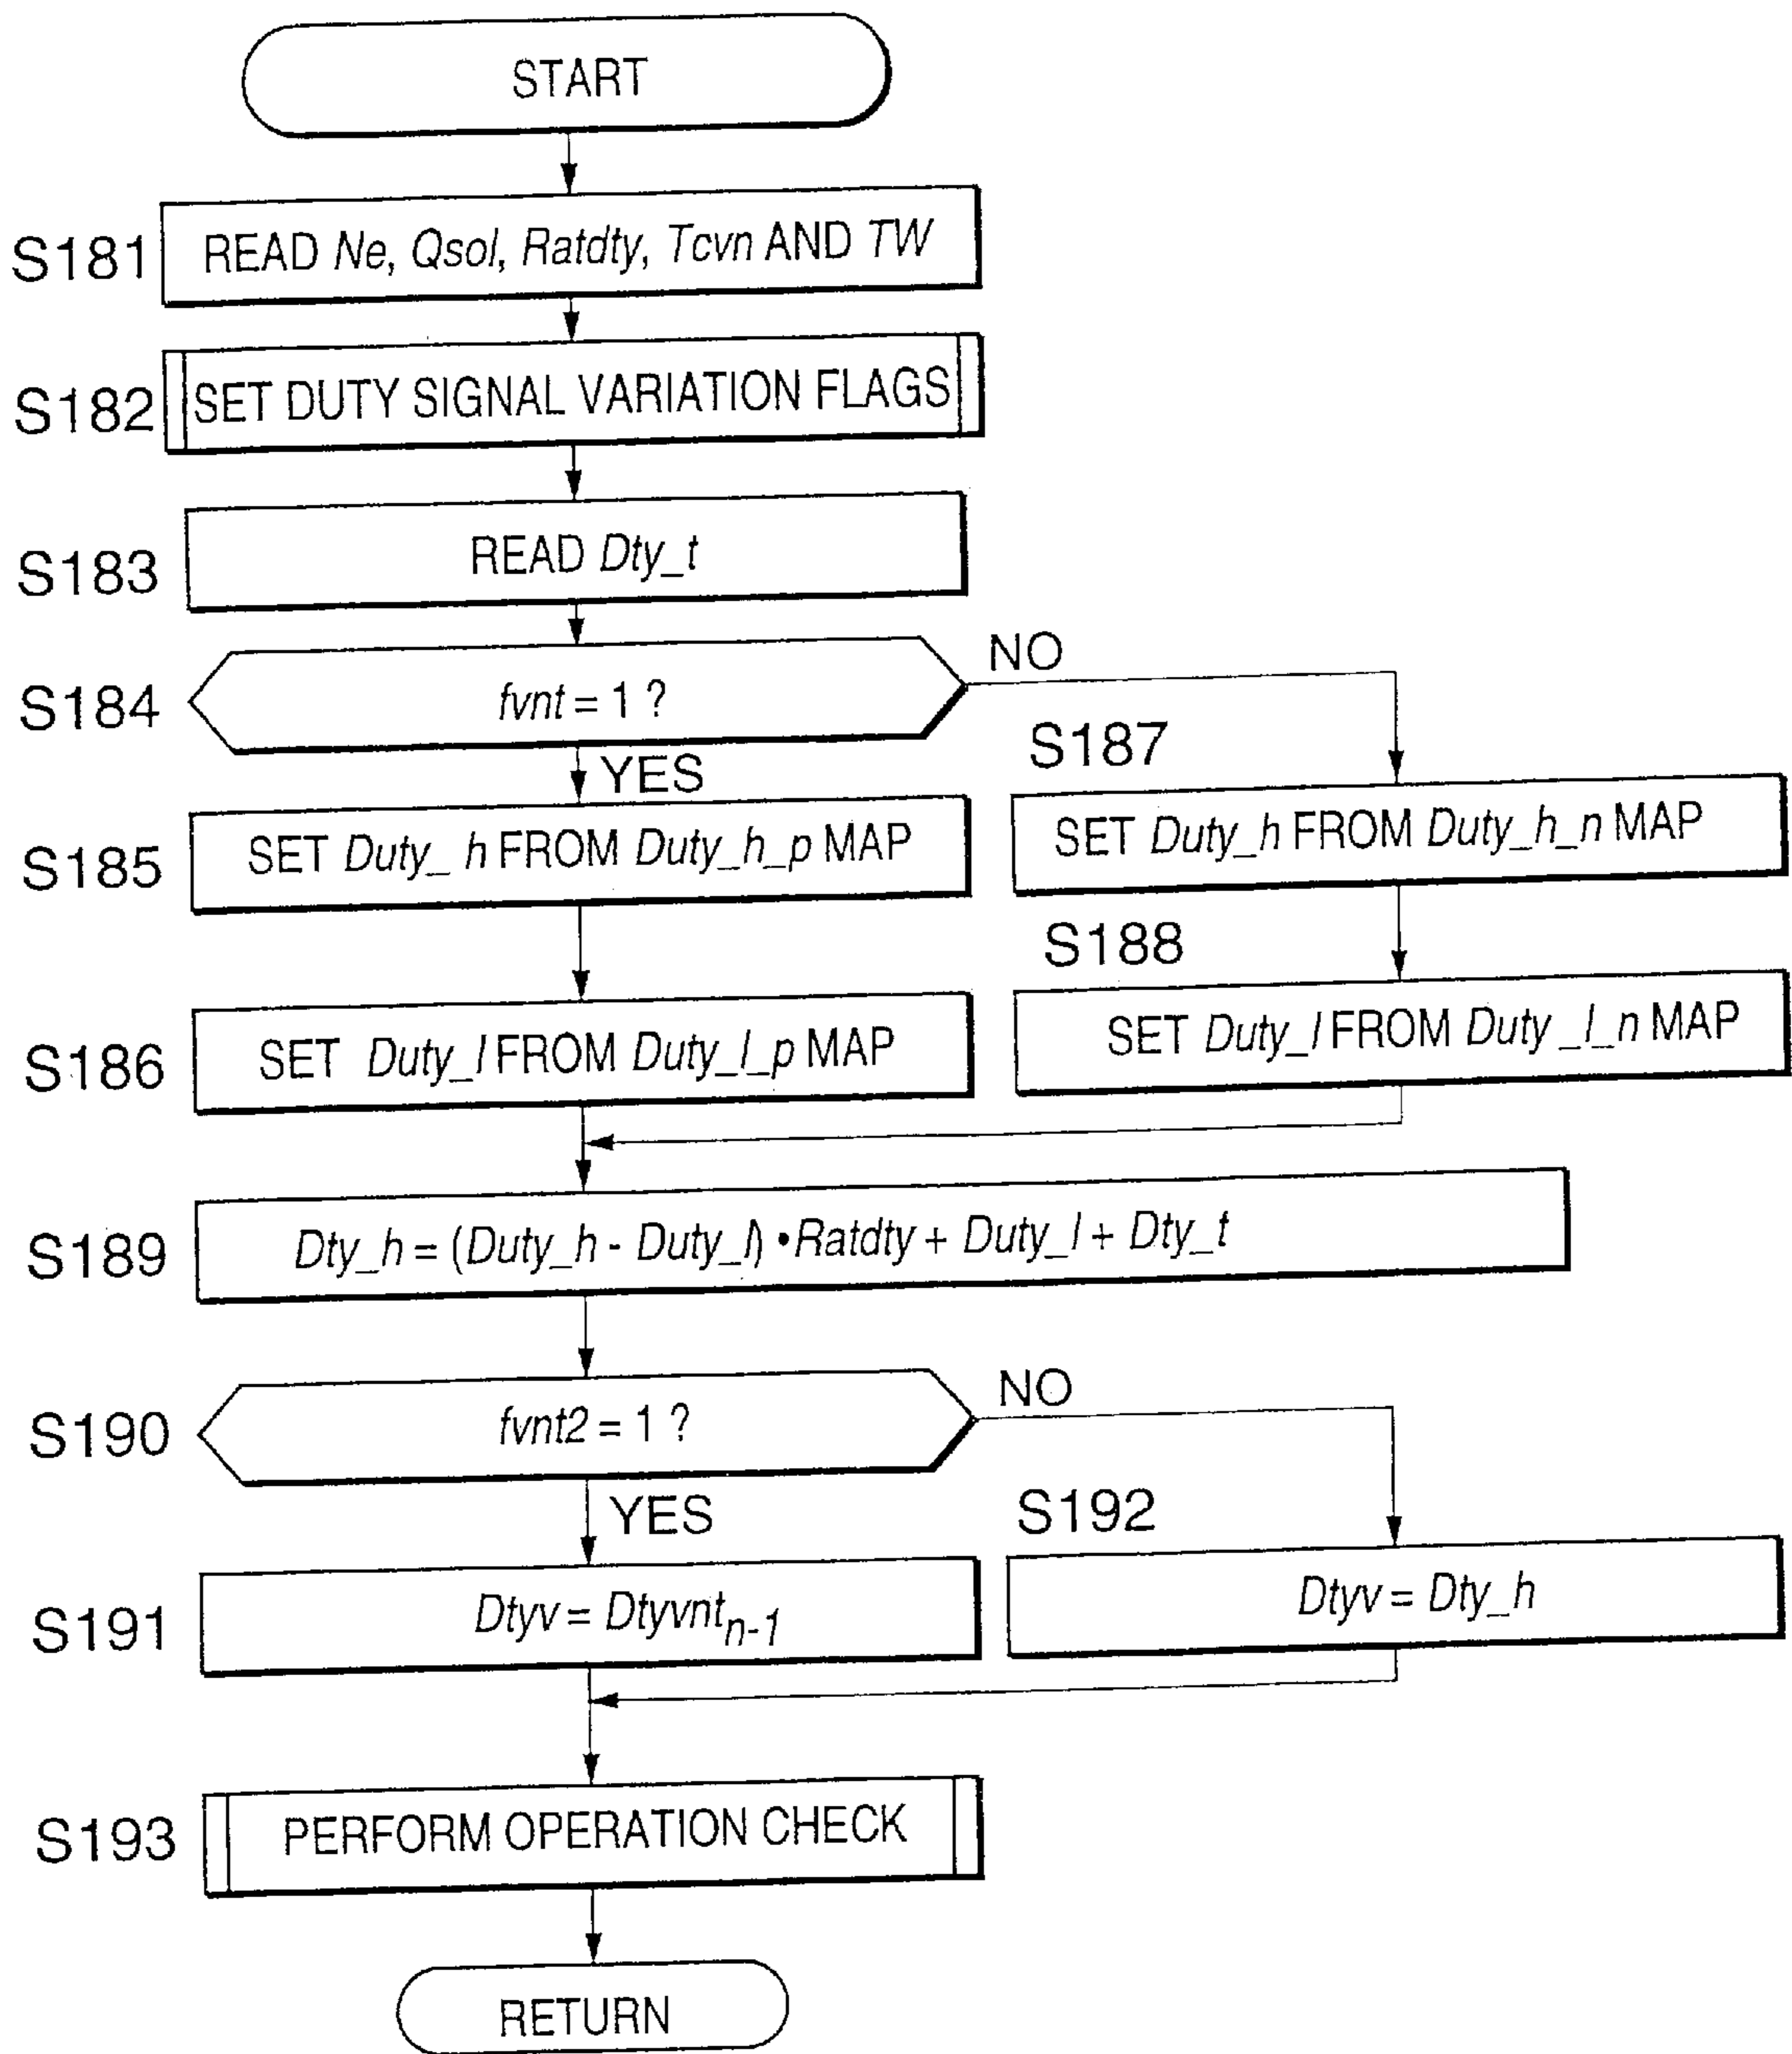 START
S181
READ Ne, Qsol, Ratdty, Tcvn AND TW
S182
SET DUTY SIGNAL VARIATION FLAGS
S183
READ Dty_t
S184
fvnt = 1 ?
NO
YES
S187
S185
SET Duty_ h FROM Duty_h_p MAP
SET Duty_h FROM Duty_h_n MAP
S188
S186
SET Duty_l FROM Duty_l_p MAP
SET Duty_l FROM Duty _l_n MAP
S189
Dty_h = (Duty_h - Duty_l) •Ratdty + Duty_l + Dty_t
S190
fvnt2 = 1 ?
NO
YES
S192
S191
Dtyv = Dtyvntn-1
Dtyv = Dty_h
S193
PERFORM OPERATION CHECK
RETURN